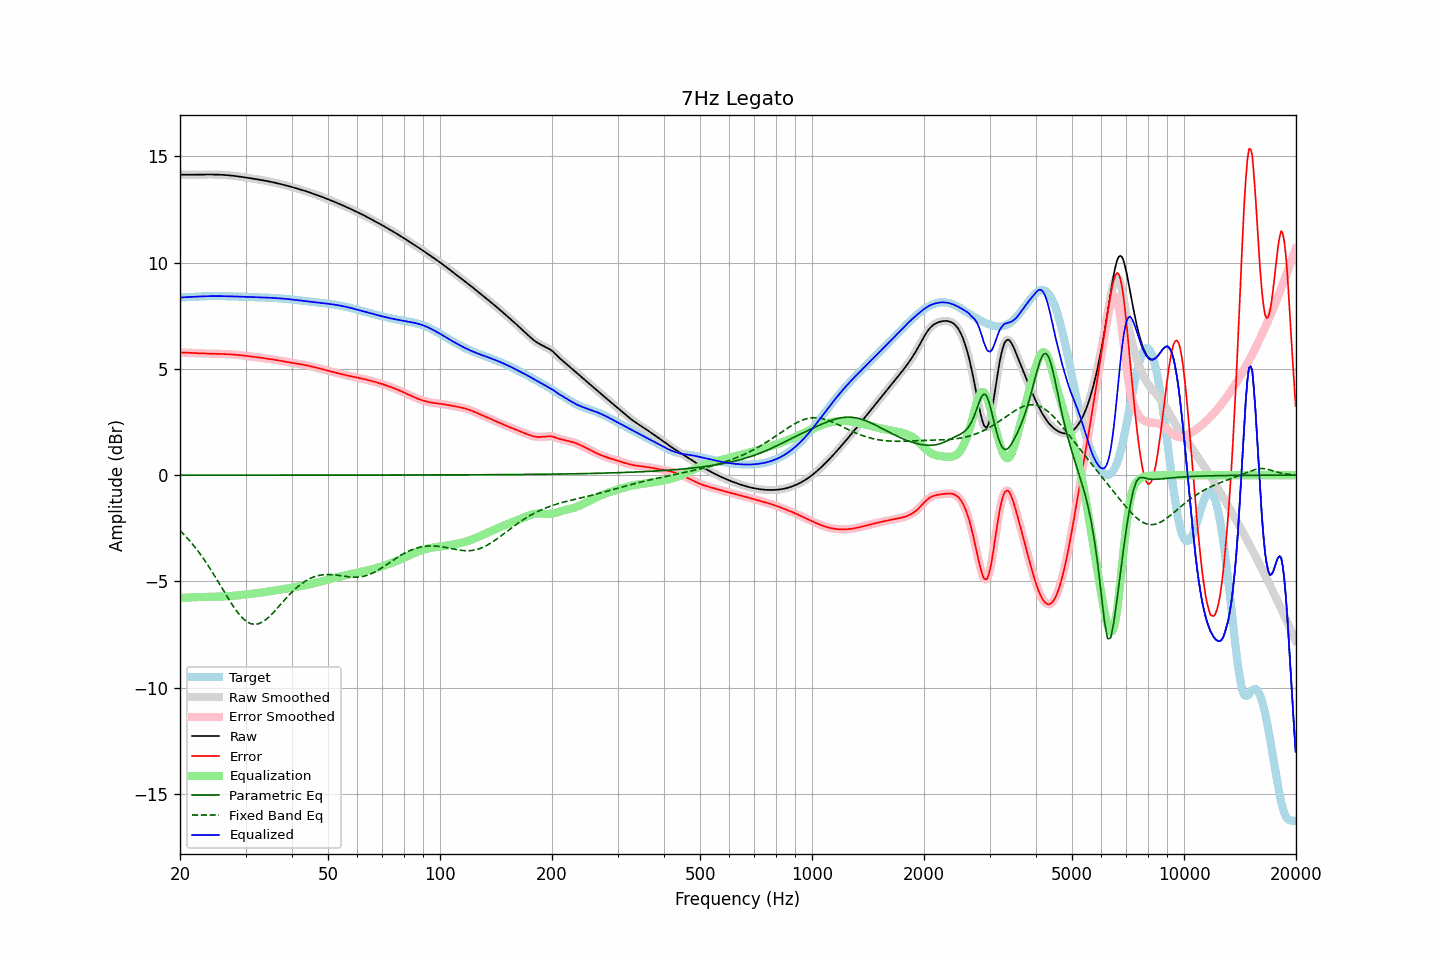 7Hz Legato
Amplitude (dBr)
15
10
5
0
−5
−10
−15
Target
Raw Smoothed
Error Smoothed
Raw
Error
Equalization
Parametric Eq
Fixed Band Eq
Equalized
20 50 100 200 500 1000 2000 5000 10000 20000
Frequency (Hz)